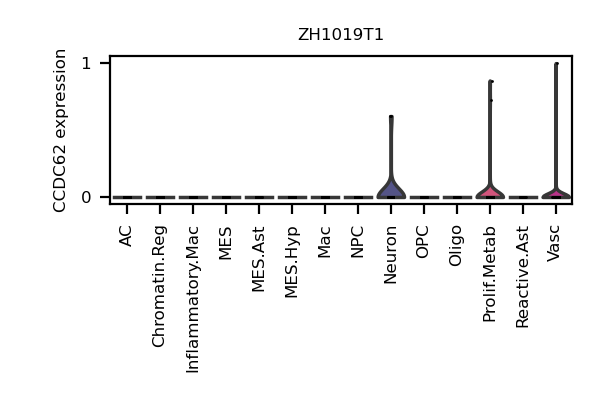 ZH1019T1
CCDC62 expression
1
0
AC
Chromatin.Reg
Inflammatory.Mac
MES
MES.Ast
MES.Hyp
Mac
NPC
Neuron
OPC
Oligo
Prolif.Metab
Reactive.Ast
Vasc